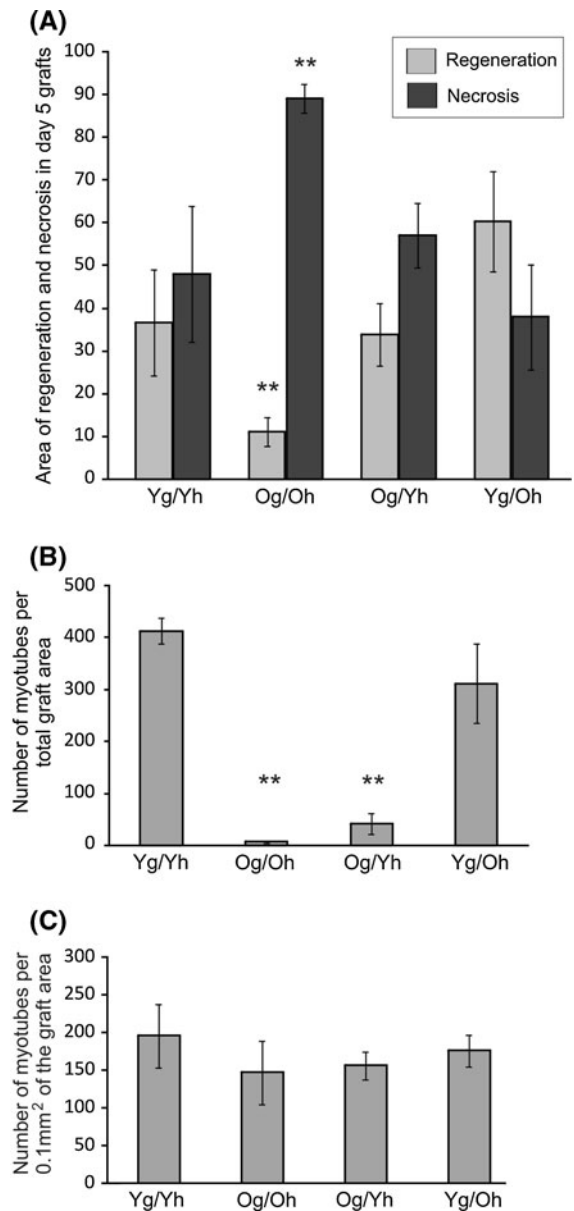 (A)
Area of regeneration and necrosis in day 5 grafts
100
90
80
70
60
50
40
30
20
10
0
Regeneration
Necrosis
**
**
Yg/Yh Og/Oh Og/Yh Yg/Oh
(B)
Number of myotubes per
total graft area
500
400
300
200
100
0
** **
Yg/Yh Og/Oh Og/Yh Yg/Oh
(C)
Number of myotubes per
0.1mm² of the graft area
300
250
200
150
100
50
0
Yg/Yh Og/Oh Og/Yh Yg/Oh